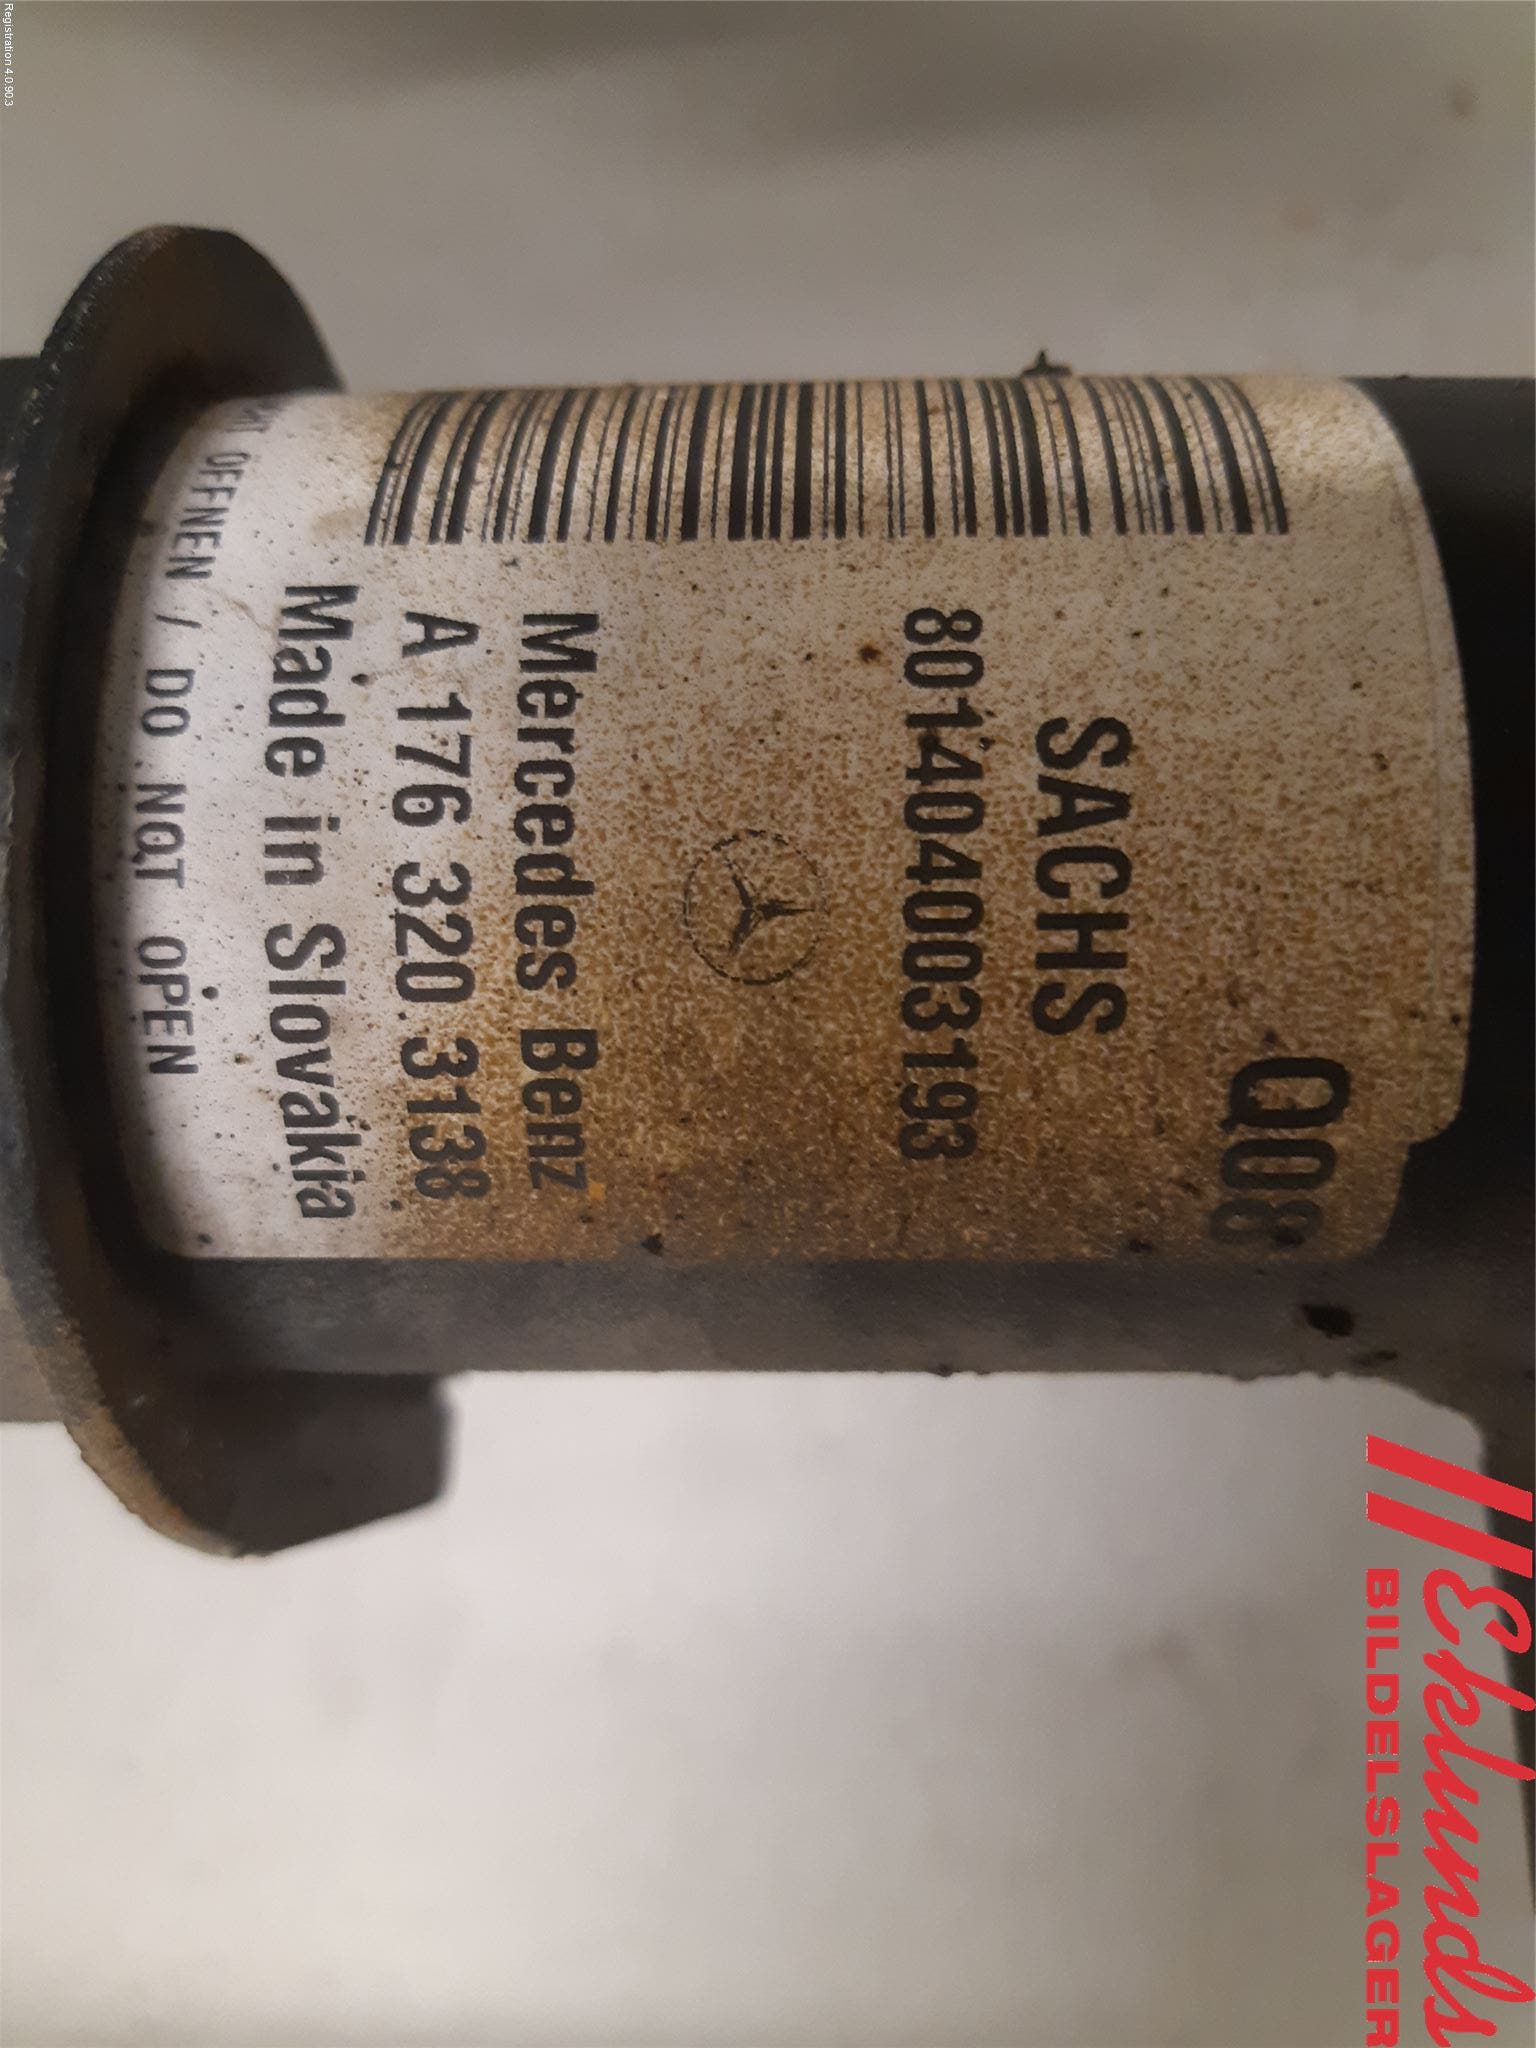 Registration 4.0.90.3
Q08
SACHS
801404003193
Mercedes Benz
A 176 320 3138
Made in Slovakia
ÖFFNEN / DO NOT OPEN
Eklunds
BILDELSLAGER